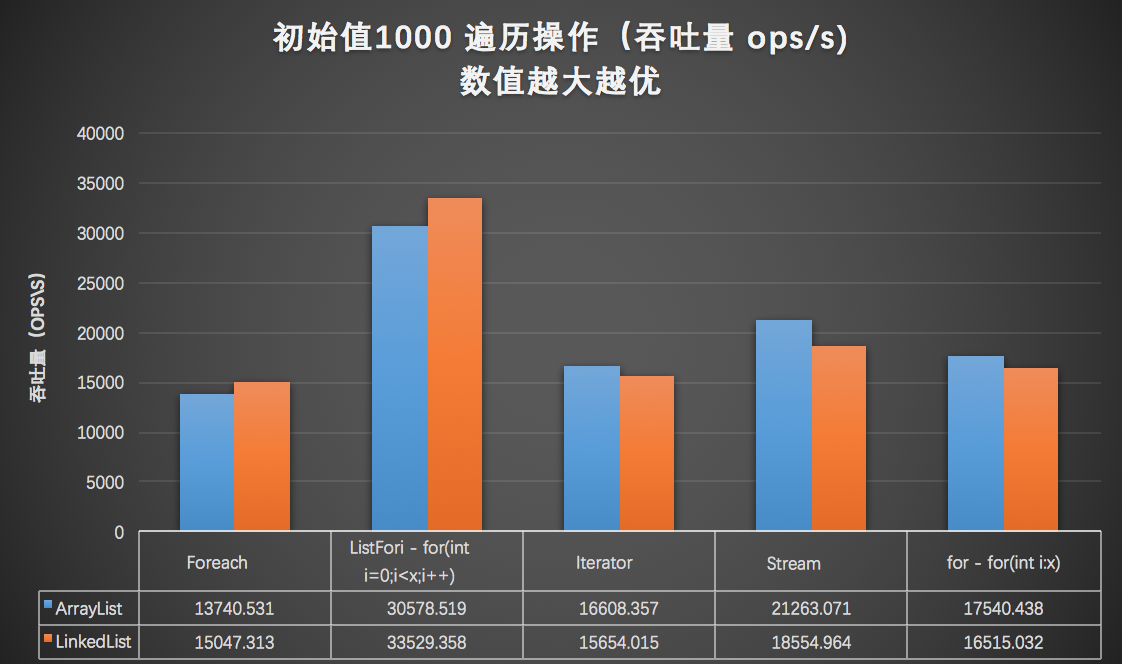 初始值1000 遍历操作（吞吐量 ops/s)
数值越大越优
吞吐量（OPS\S)
40000
35000
30000
25000
20000
15000
10000
5000
0
Foreach
ListFori - for(int
i=0;i<x;i++)
Iterator
Stream
for - for(int i:x)
ArrayList 13740.531 30578.519 16608.357 21263.071 17540.438
LinkedList 15047.313 33529.358 15654.015 18554.964 16515.032